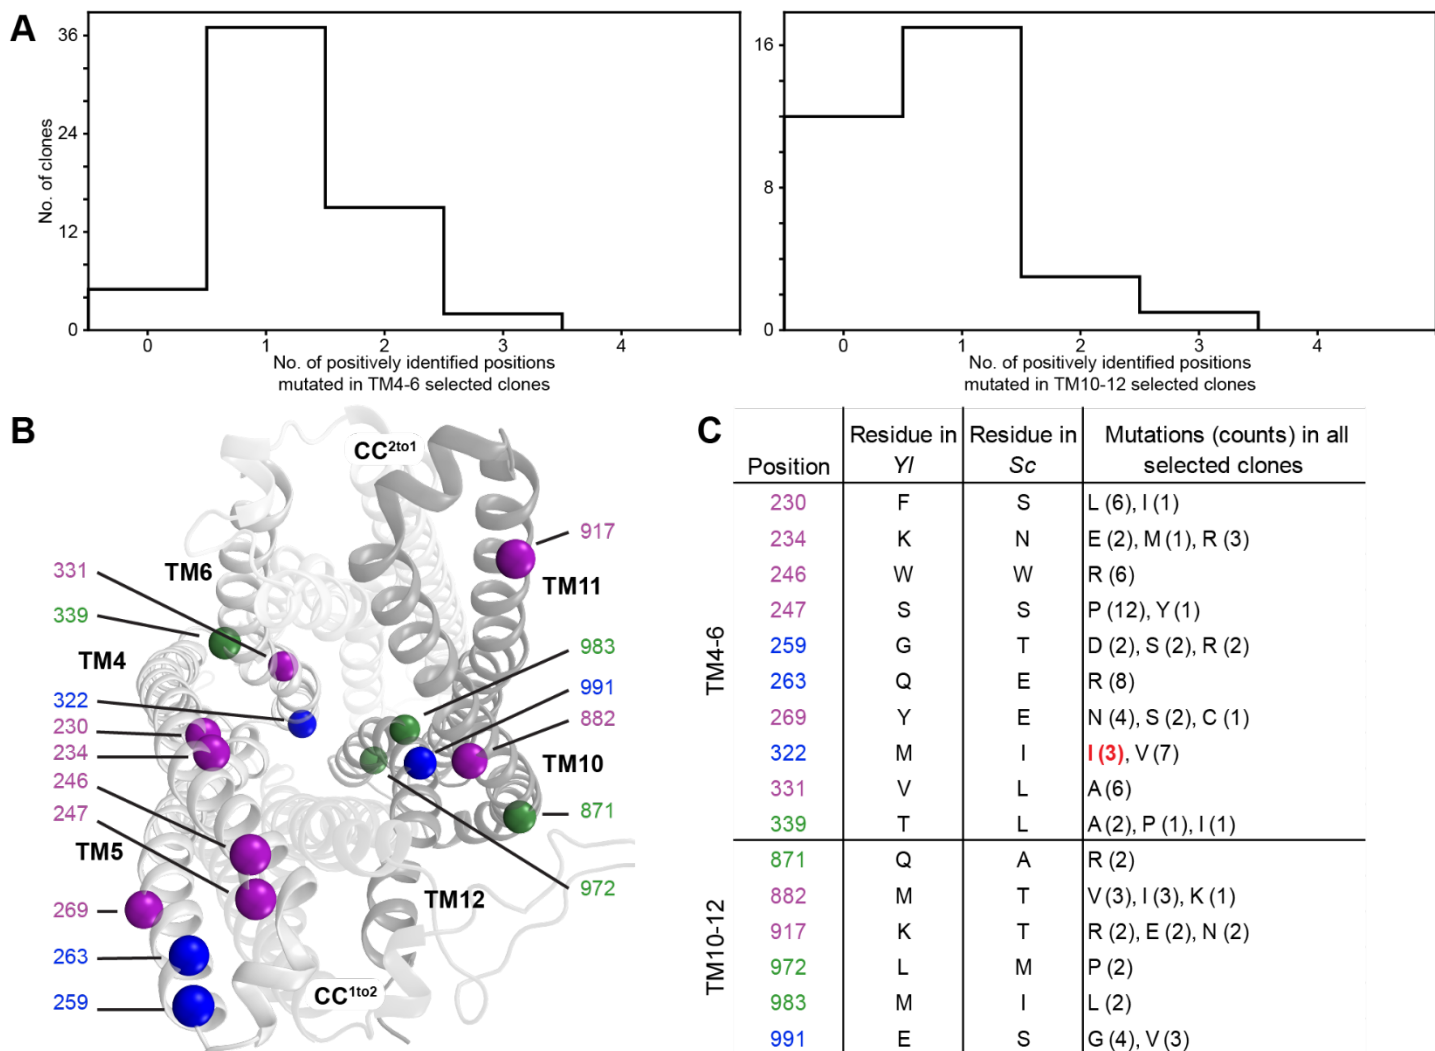 A
36
24
12
0
No. of clones
0 1 2 3 4
No. of positively identified positions
mutated in TM4-6 selected clones
16
8
0
0 1 2 3 4
No. of positively identified positions
mutated in TM10-12 selected clones
B
CC2to1
917
TM11
TM6
331
339
TM4
983
322
991
230
882
234
TM10
246
247
871
TM5
972
TM12
269
263
CC1to2
259
C
Position Residue in Yl Residue in Sc Mutations (counts) in all selected clones
TM4-6
230 F S L (6), I (1)
234 K N E (2), M (1), R (3)
246 W W R (6)
247 S S P (12), Y (1)
259 G T D (2), S (2), R (2)
263 Q E R (8)
269 Y E N (4), S (2), C (1)
322 M I I (3), V (7)
331 V L A (6)
339 T L A (2), P (1), I (1)
TM10-12
871 Q A R (2)
882 M T V (3), I (3), K (1)
917 K T R (2), E (2), N (2)
972 L M P (2)
983 M I L (2)
991 E S G (4), V (3)